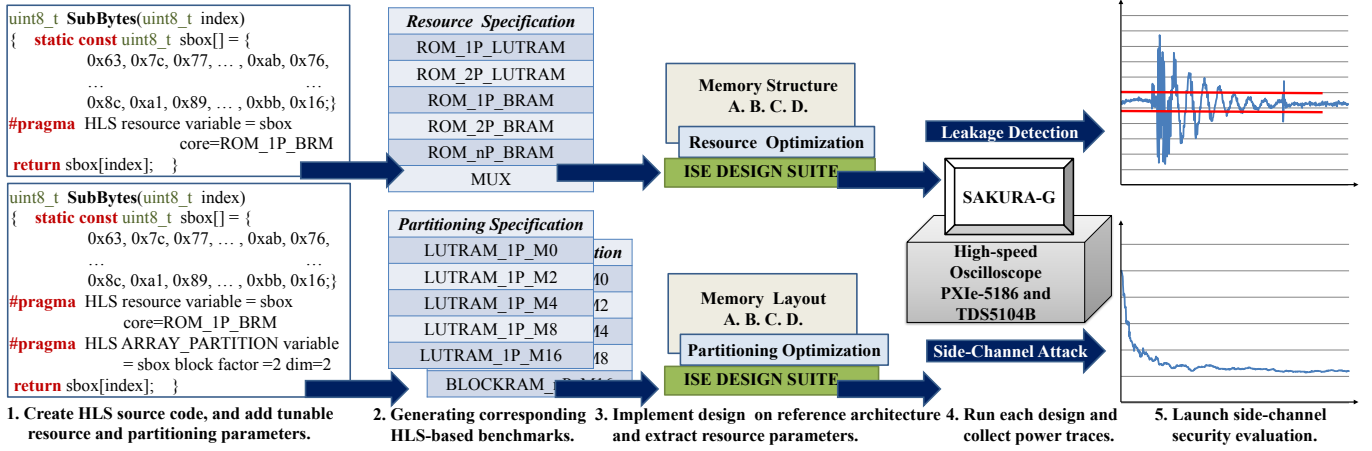 uint8_t SubBytes(uint8_t index)
{ static const uint8_t sbox[] = {
0x63, 0x7c, 0x77, … , 0xab, 0x76,
… …
0x8c, 0xa1, 0x89, … , 0xbb, 0x16;}
#pragma HLS resource variable = sbox
core=ROM_1P_BRM
return sbox[index]; }
uint8_t SubBytes(uint8_t index)
{ static const uint8_t sbox[] = {
0x63, 0x7c, 0x77, … , 0xab, 0x76,
… …
0x8c, 0xa1, 0x89, … , 0xbb, 0x16;}
#pragma HLS resource variable = sbox
core=ROM_1P_BRM
#pragma HLS ARRAY_PARTITION variable
= sbox block factor =2 dim=2
return sbox[index]; }
1. Create HLS source code, and add tunable
resource and partitioning parameters.
Resource Specification
ROM_1P_LUTRAM
ROM_2P_LUTRAM
ROM_1P_BRAM
ROM_2P_BRAM
ROM_nP_BRAM
MUX
Partitioning Specification
LUTRAM_1P_M0
LUTRAM_1P_M2
LUTRAM_1P_M4
LUTRAM_1P_M8
LUTRAM_1P_M16
tion
M0
M2
M4
M8
2. Generating corresponding
HLS-based benchmarks.
Memory Structure
A. B. C. D.
Resource Optimization
ISE DESIGN SUITE
Memory Layout
A. B. C. D.
Partitioning Optimization
ISE DESIGN SUITE
3. Implement design on reference architecture
and extract resource parameters.
Leakage Detection
SAKURA-G
High-speed
Oscilloscope
PXIe-5186 and
TDS5104B
Side-Channel Attack
4. Run each design and
collect power traces.
5. Launch side-channel
security evaluation.